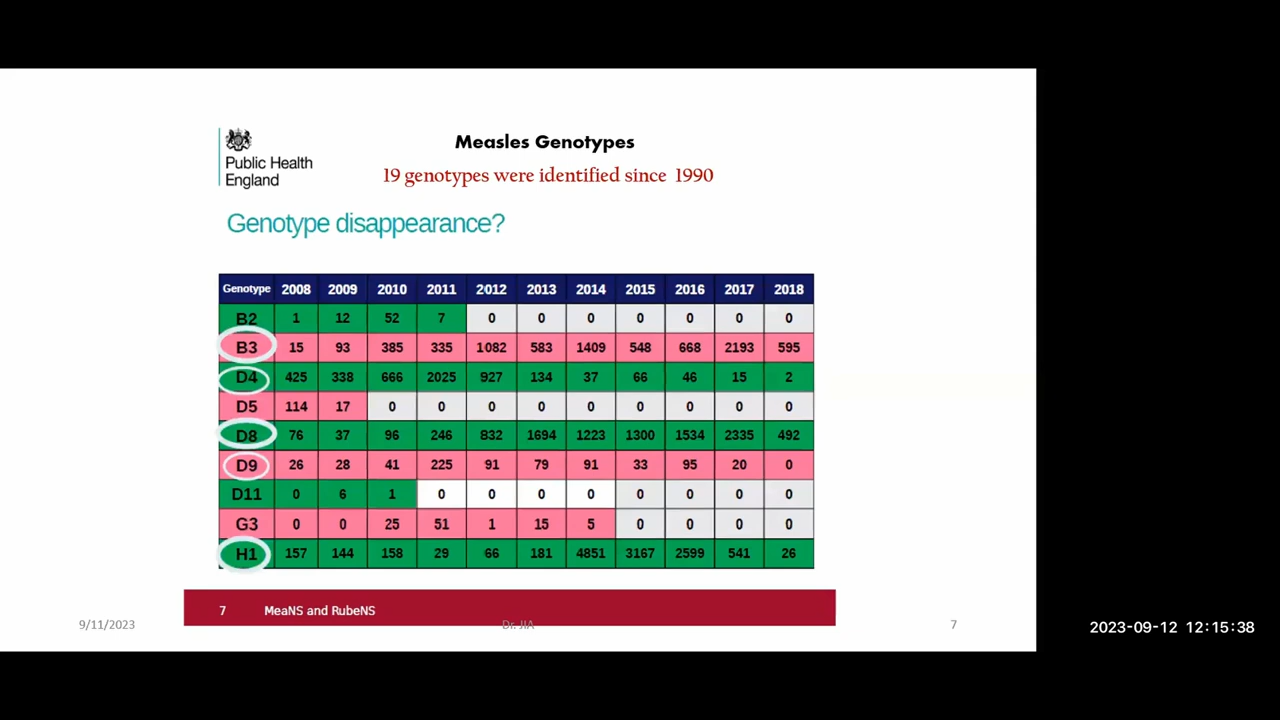 Public Health
England
Measles Genotypes
19 genotypes were identified since 1990
Genotype disappearance?
Genotype 2008 2009 2010 2011 2012 2013 2014 2015 2016 2017 2018
B2 1 12 52 7 0 0 0 0 0 0 0
B3 15 93 385 335 1082 583 1409 548 668 2193 595
D4 425 338 666 2025 927 134 37 66 46 15 2
D5 114 17 0 0 0 0 0 0 0 0 0
D8 76 37 96 246 832 1694 1223 1300 1534 2335 492
D9 26 28 41 225 91 79 91 33 95 20 0
D11 0 6 1 0 0 0 0 0 0 0 0
G3 0 0 25 51 1 15 5 0 0 0 0
H1 157 144 158 29 66 181 4851 3167 2599 541 26
7 MeaNS and RubeNS
9/11/2023 Dr. JIA 7
2023-09-12 12:15:38